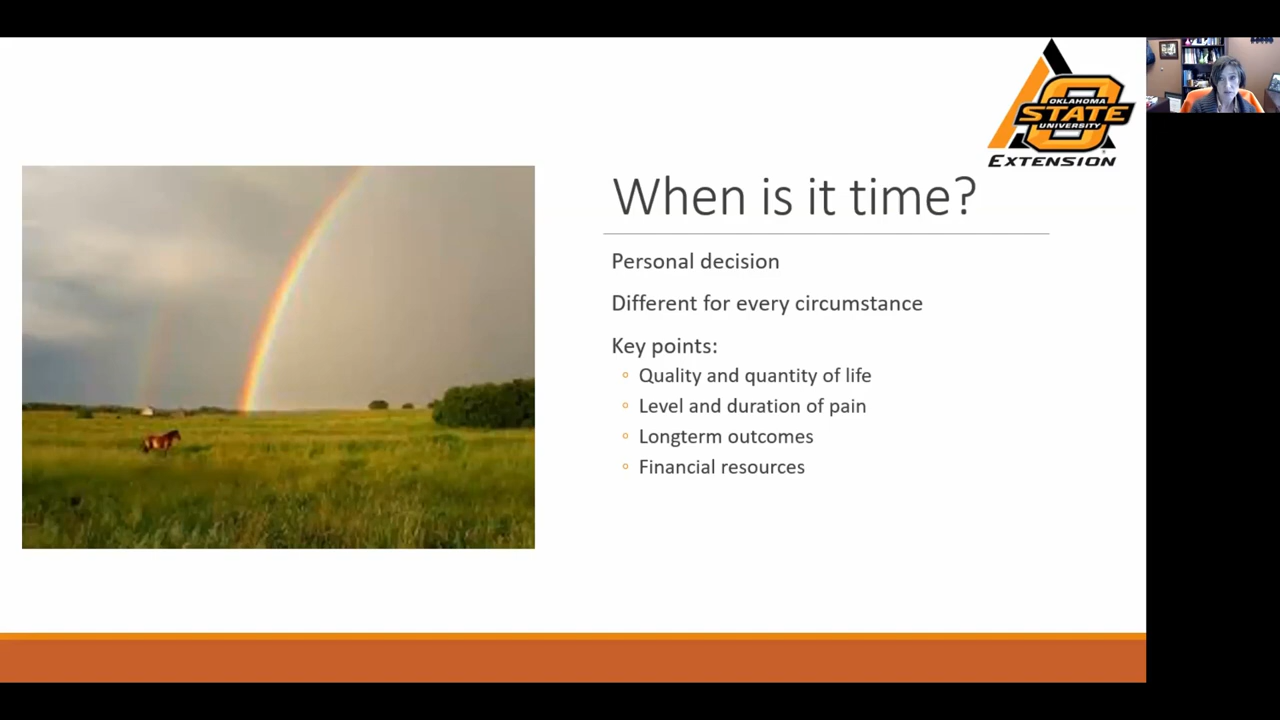 OKLAHOMA
STATE
UNIVERSITY
EXTENSION
When is it time?
Personal decision
Different for every circumstance
Key points:
◦ Quality and quantity of life
◦ Level and duration of pain
◦ Longterm outcomes
◦ Financial resources